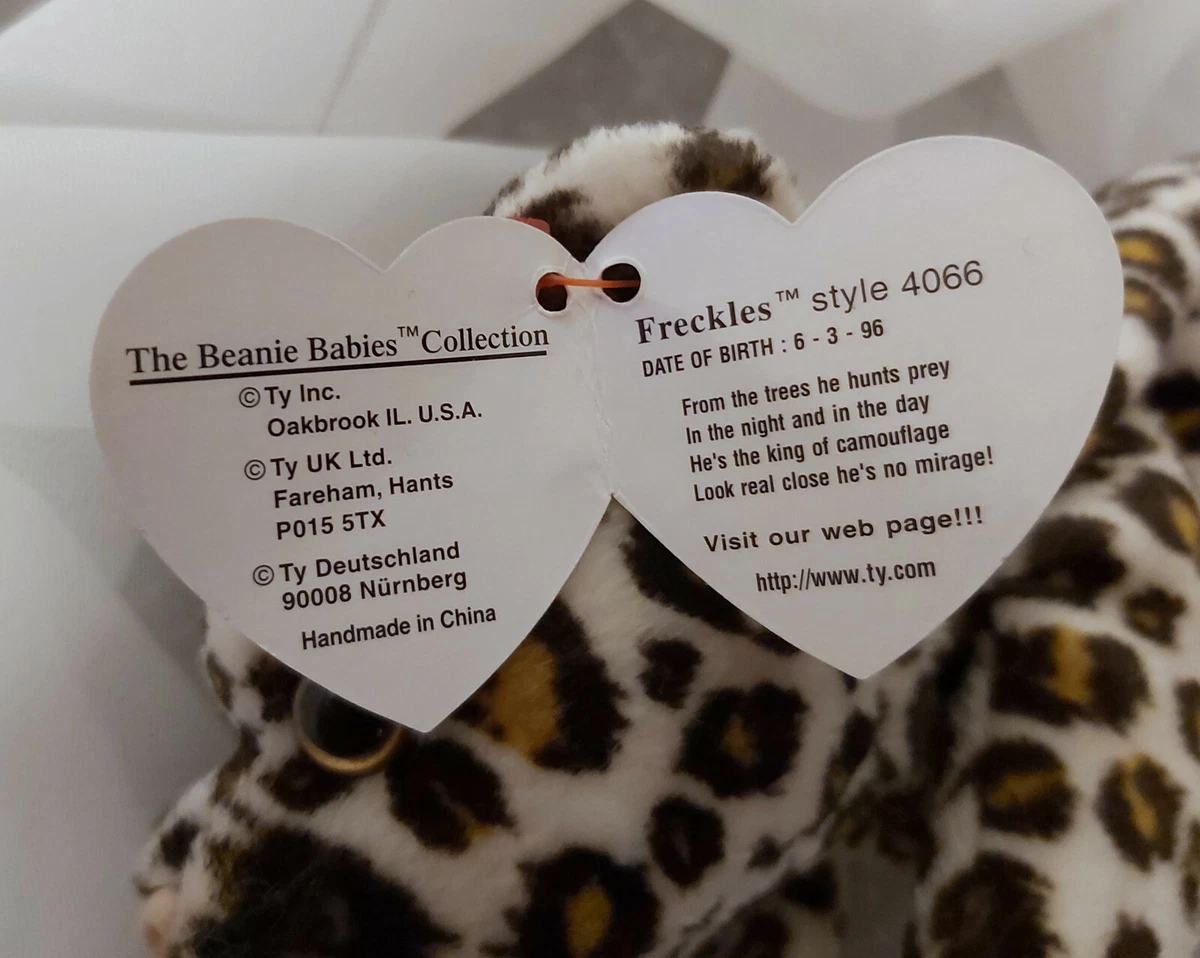 The Beanie Babies™Collection
©Ty Inc.
Oakbrook IL. U.S.A.
©Ty UK Ltd.
Fareham, Hants
P015 5TX
©Ty Deutschland
90008 Nürnberg
Handmade in China
Freckles™ style 4066
DATE OF BIRTH : 6 - 3 - 96
From the trees he hunts prey
In the night and in the day
He's the king of camouflage
Look real close he's no mirage!
Visit our web page!!!
http://www.ty.com